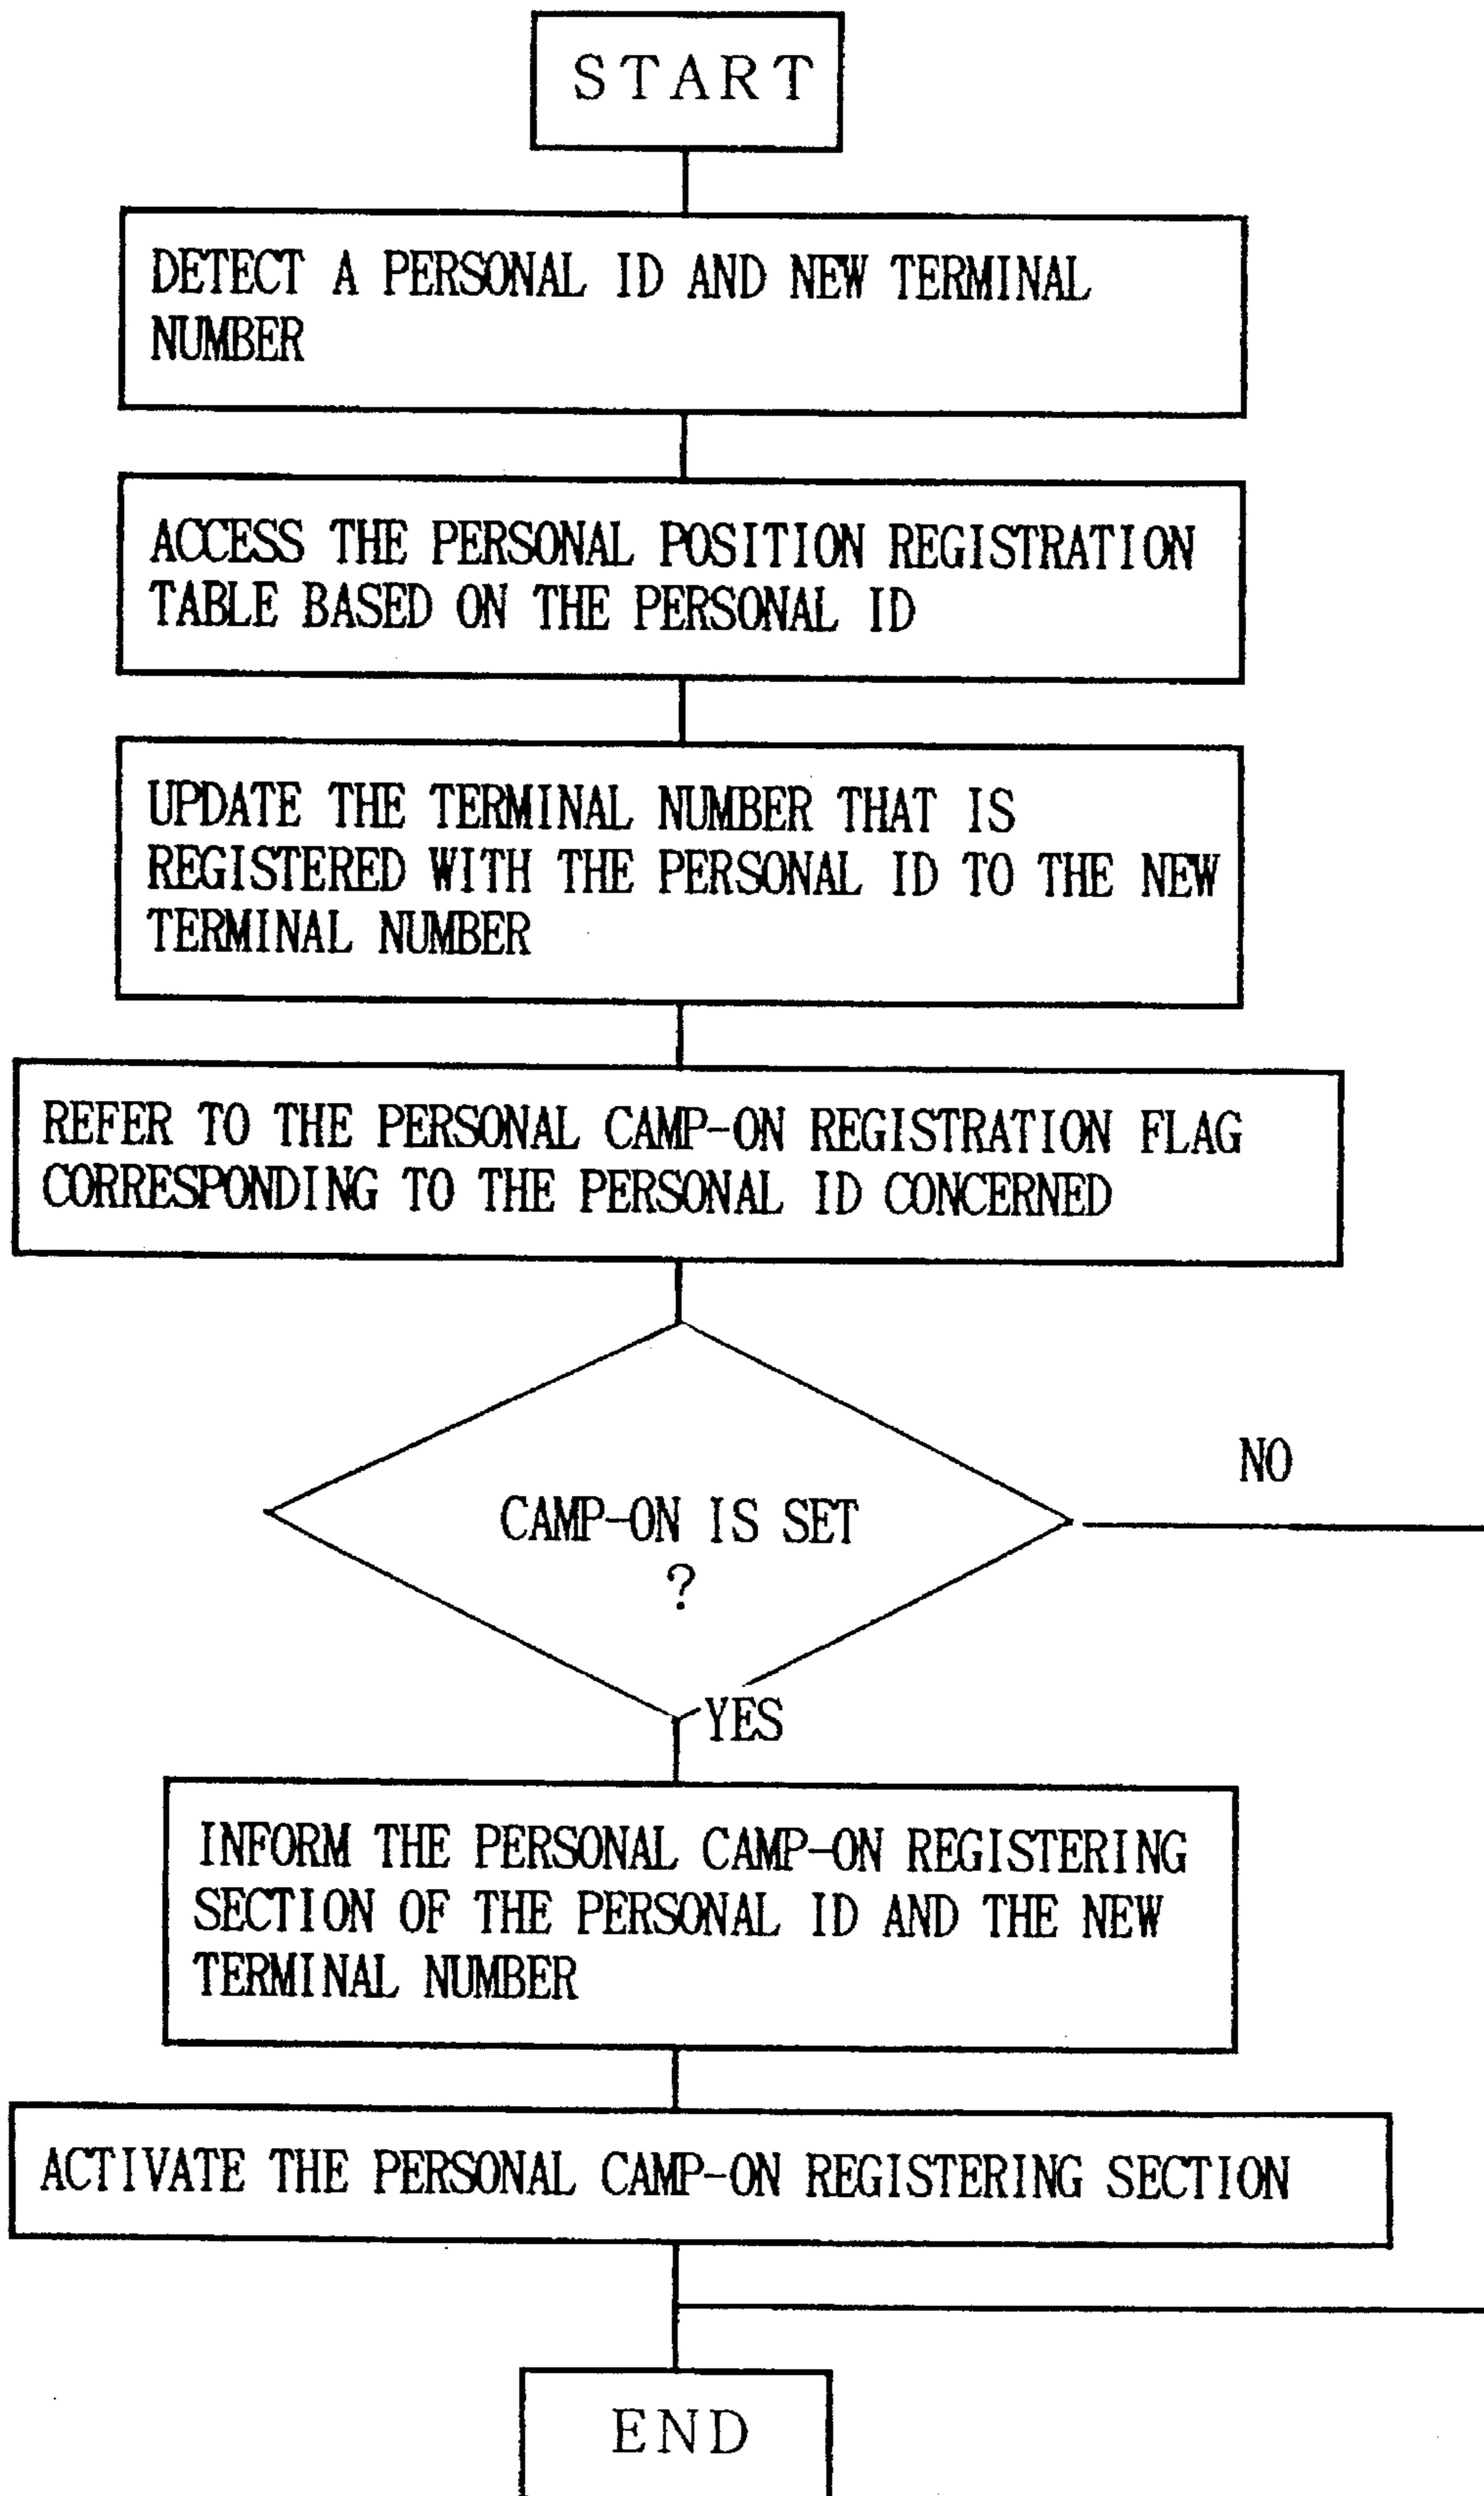 START
DETECT A PERSONAL ID AND NEW TERMINAL
NUMBER
ACCESS THE PERSONAL POSITION REGISTRATION
TABLE BASED ON THE PERSONAL ID
UPDATE THE TERMINAL NUMBER THAT IS
REGISTERED WITH THE PERSONAL ID TO THE NEW
TERMINAL NUMBER
REFER TO THE PERSONAL CAMP-ON REGISTRATION FLAG
CORRESPONDING TO THE PERSONAL ID CONCERNED
NO
CAMP-ON IS SET
?
YES
INFORM THE PERSONAL CAMP-ON REGISTERING
SECTION OF THE PERSONAL ID AND THE NEW
TERMINAL NUMBER
ACTIVATE THE PERSONAL CAMP-ON REGISTERING SECTION
END